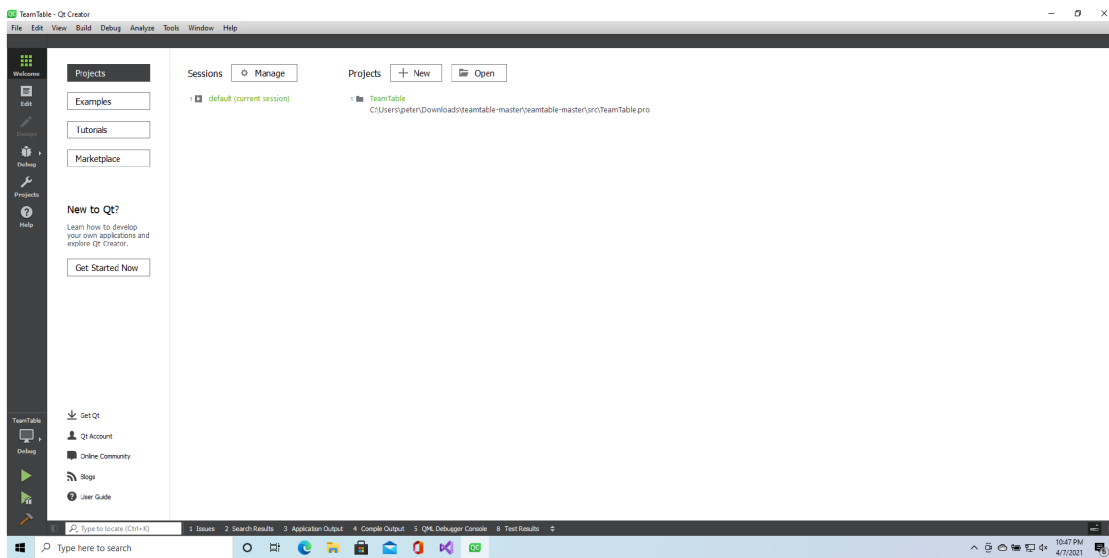 TeamTable - Qt Creator
File Edit View Build Debug Analyze Tools Window Help
Welcome
Edit
Design
Debug
Projects
Help
Projects
Examples
Tutorials
Marketplace
New to Qt?
Learn how to develop
your own applications and
explore Qt Creator.
Get Started Now
Get Qt
Qt Account
Online Community
Blogs
User Guide
Sessions Manage
1 default (current session)
Projects New Open
1 TeamTable
C:\Users\peter\Downloads\teamtable-master\teamtable-master\src\TeamTable.pro
TeamTable
Debug
Type to locate (Ctrl+K) 1 Issues 2 Search Results 3 Application Output 4 Compile Output 5 QML Debugger Console 8 Test Results
Type here to search
10:47 PM
4/7/2021